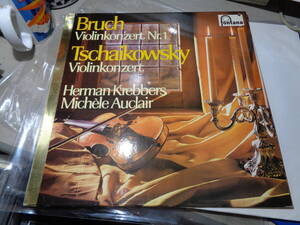 Bruch
Violinkonzert Nr.1
Tschaikowsky
Violinkonzert
Herman Krebbers
Michèle Auclair
fontana